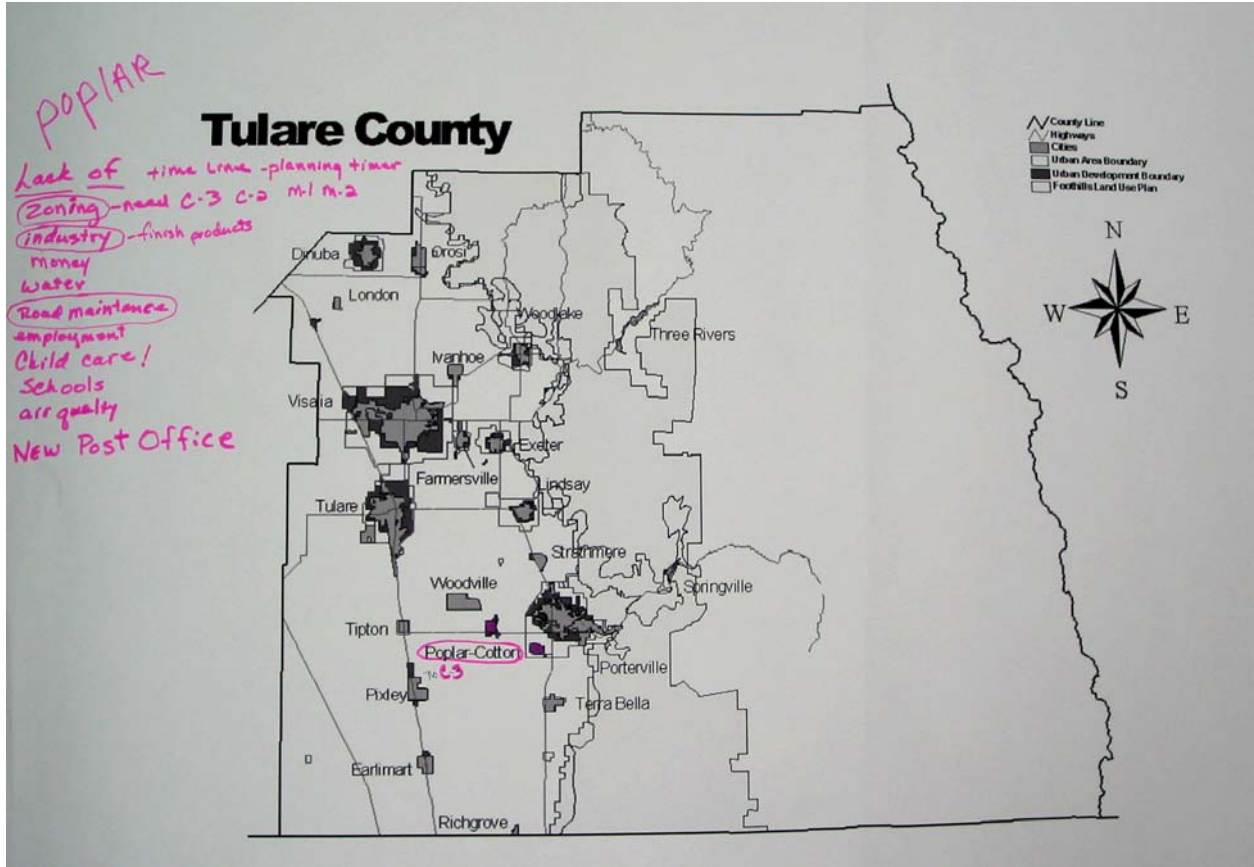 POPLAR
Tulare County
Lack of time line - planning timer
Zoning - need C-3 C-2 M-1 M-2
industry - finish products
money
water
Road maintance
employment
Child care!
Schools
air qualty
NEW Post Office
County Line
Highways
Cities
Urban Area Boundary
Urban Development Boundary
Foothills Land Use Plan
N
W E
S
Dinuba
Orosi
London
Woodlake
Three Rivers
Ivanhoe
Visalia
Exeter
Farmersville
Lindsay
Tulare
Strathmore
Woodville
Springville
Tipton
Poplar-Cotton
C-3
Porterville
Pixley
Terra Bella
Earlimart
Richgrove